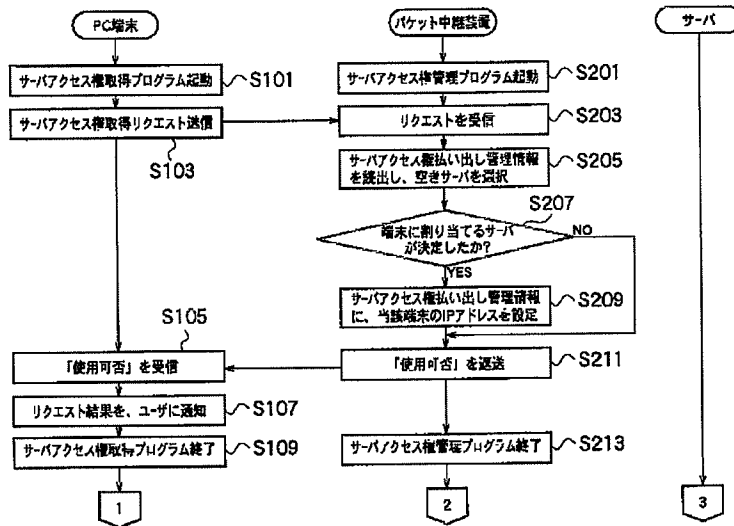 PC端末
パケット中継装置
サーバ
サーバアクセス権取得プログラム起動
S101
サーバアクセス権管理プログラム起動
S201
サーバアクセス権取得リクエスト送信
S103
リクエストを受信
S203
サーバアクセス権払い出し管理情報
を読出し、空きサーバを選択
S205
S207
端末に割り当てるサーバ
が決定したか?
NO
YES
サーバアクセス権払い出し管理情報
に、当該端末のIPアドレスを設定
S209
S105
「使用可否」を受信
「使用可否」を返送
S211
リクエスト結果を、ユーザに通知
S107
サーバアクセス権取得プログラム終了
S109
サーバアクセス権管理プログラム終了
S213
1
2
3